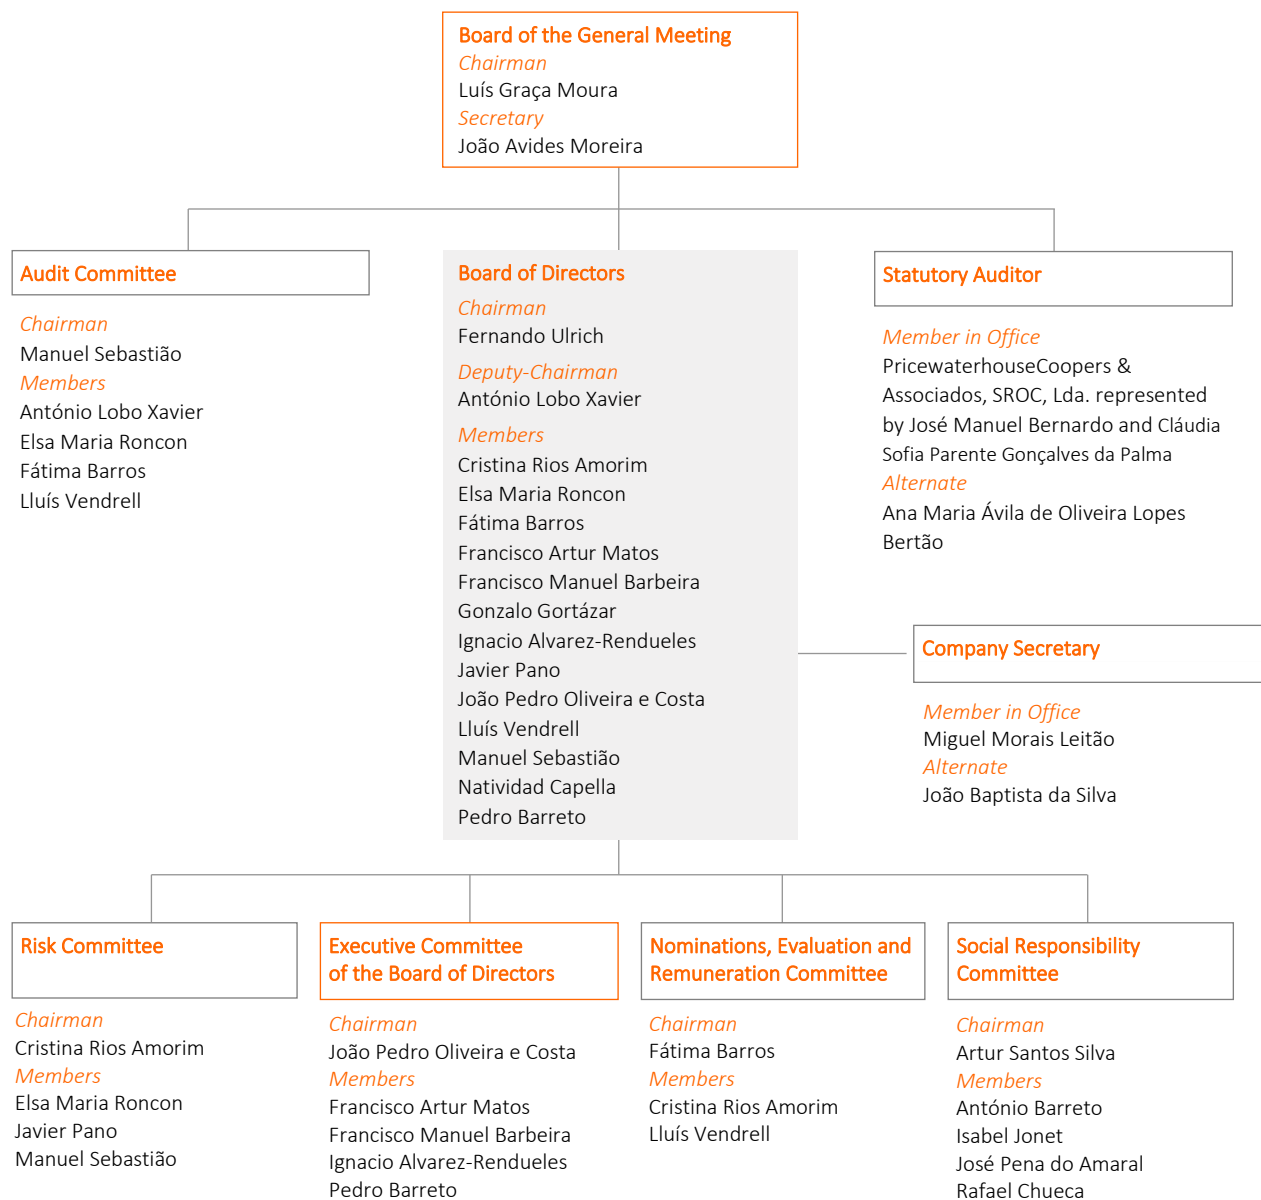 Board of the General Meeting
Chairman
Luís Graça Moura
Secretary
João Avides Moreira
Audit Committee
Chairman
Manuel Sebastião
Members
António Lobo Xavier
Elsa Maria Roncon
Fátima Barros
Lluís Vendrell
Board of Directors
Chairman
Fernando Ulrich
Deputy-Chairman
António Lobo Xavier
Members
Cristina Rios Amorim
Elsa Maria Roncon
Fátima Barros
Francisco Artur Matos
Francisco Manuel Barbeira
Gonzalo Gortázar
Ignacio Alvarez-Rendueles
Javier Pano
João Pedro Oliveira e Costa
Lluís Vendrell
Manuel Sebastião
Natividad Capella
Pedro Barreto
Statutory Auditor
Member in Office
PricewaterhouseCoopers &
Associados, SROC, Lda. represented
by José Manuel Bernardo and Cláudia
Sofia Parente Gonçalves da Palma
Alternate
Ana Maria Ávila de Oliveira Lopes
Bertão
Company Secretary
Member in Office
Miguel Morais Leitão
Alternate
João Baptista da Silva
Risk Committee
Chairman
Cristina Rios Amorim
Members
Elsa Maria Roncon
Javier Pano
Manuel Sebastião
Executive Committee
of the Board of Directors
Chairman
João Pedro Oliveira e Costa
Members
Francisco Artur Matos
Francisco Manuel Barbeira
Ignacio Alvarez-Rendueles
Pedro Barreto
Nominations, Evaluation and
Remuneration Committee
Chairman
Fátima Barros
Members
Cristina Rios Amorim
Lluís Vendrell
Social Responsibility
Committee
Chairman
Artur Santos Silva
Members
António Barreto
Isabel Jonet
José Pena do Amaral
Rafael Chueca